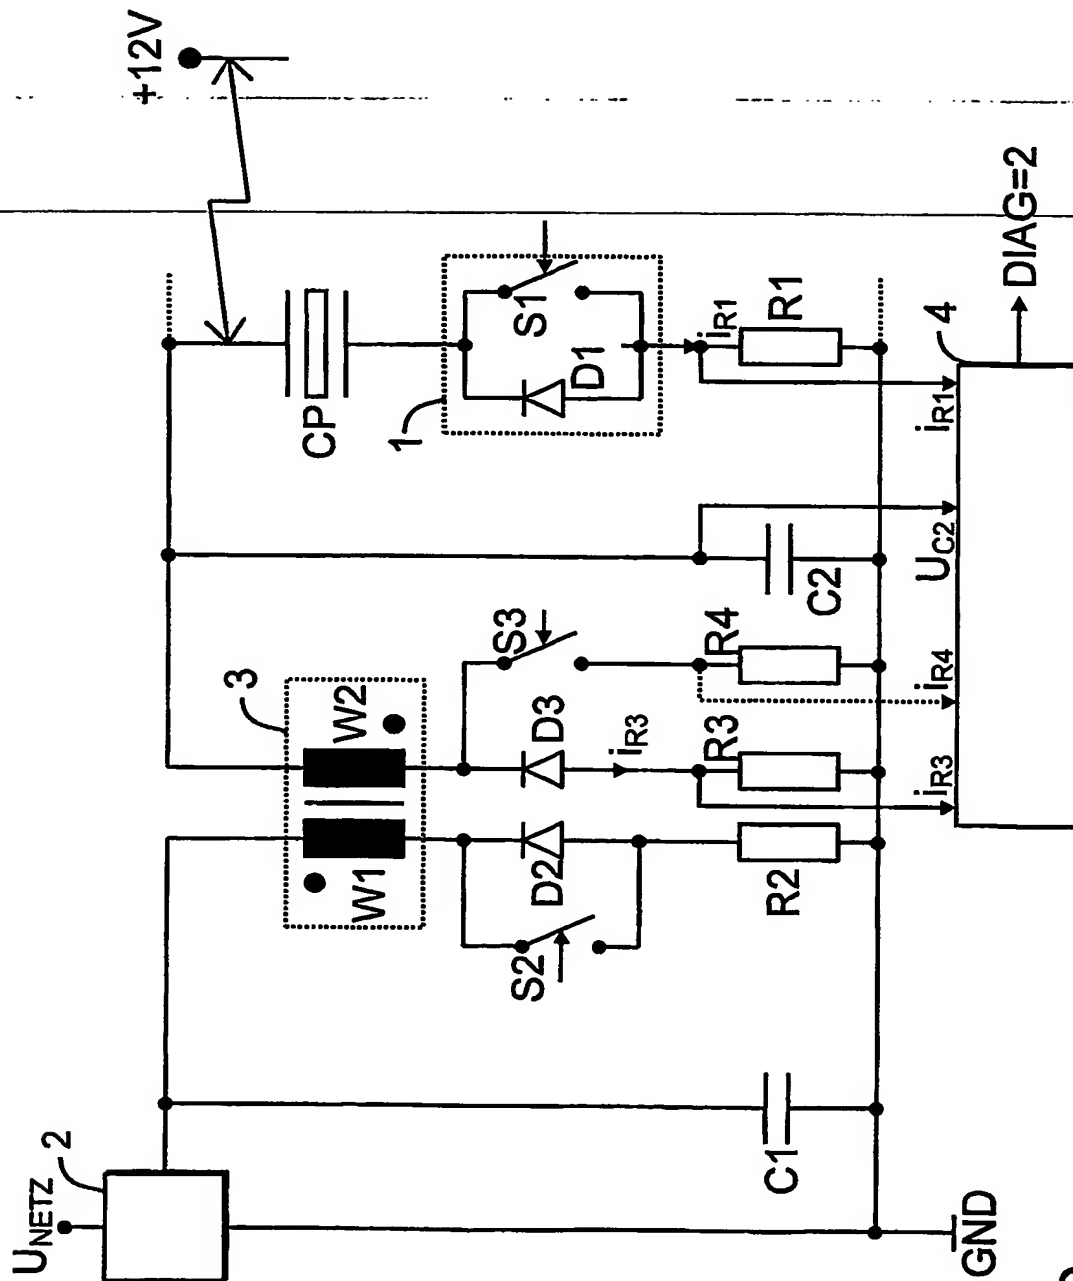 +12V
DIAG=2
CP
1
S1
D1
iR1
R1
4
iR1
UC2
C2
3
W2
W1
S3
D3
iR3
R4
R3
iR4
iR3
S2
D2
R2
UNETZ
2
C1
GND